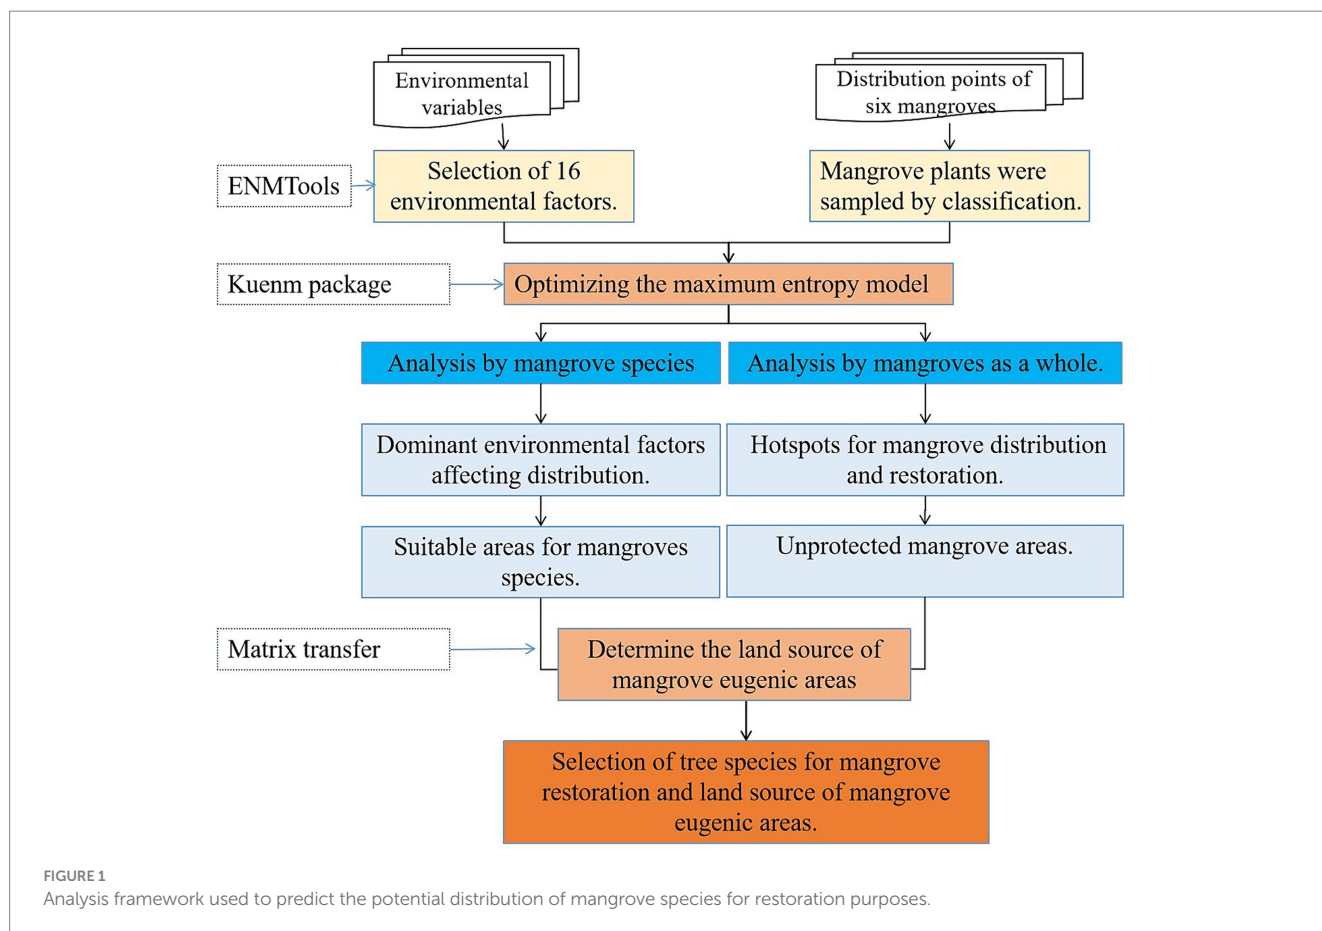 Environmental
variables
Distribution points of
six mangroves
ENMTools
Selection of 16
environmental factors.
Mangrove plants were
sampled by classification.
Kuenm package
Optimizing the maximum entropy model
Analysis by mangrove species
Analysis by mangroves as a whole.
Dominant environmental factors
affecting distribution.
Hotspots for mangrove distribution
and restoration.
Suitable areas for mangroves
species.
Unprotected mangrove areas.
Matrix transfer
Determine the land source of
mangrove eugenic areas
Selection of tree species for mangrove
restoration and land source of mangrove
eugenic areas.
FIGURE 1
Analysis framework used to predict the potential distribution of mangrove species for restoration purposes.